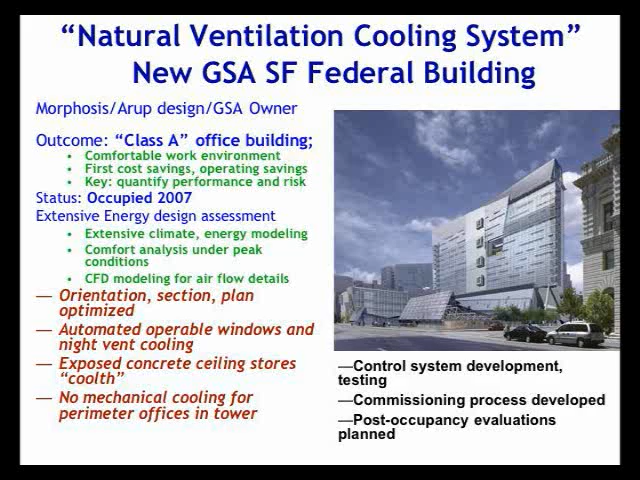 “Natural Ventilation Cooling System”
New GSA SF Federal Building
Morphosis/Arup design/GSA Owner
Outcome: “Class A” office building;
• Comfortable work environment
• First cost savings, operating savings
• Key: quantify performance and risk
Status: Occupied 2007
Extensive Energy design assessment
• Extensive climate, energy modeling
• Comfort analysis under peak
conditions
• CFD modeling for air flow details
— Orientation, section, plan
optimized
— Automated operable windows and
night vent cooling
— Exposed concrete ceiling stores
“coolth”
— No mechanical cooling for
perimeter offices in tower
—Control system development,
testing
—Commissioning process developed
—Post-occupancy evaluations
planned